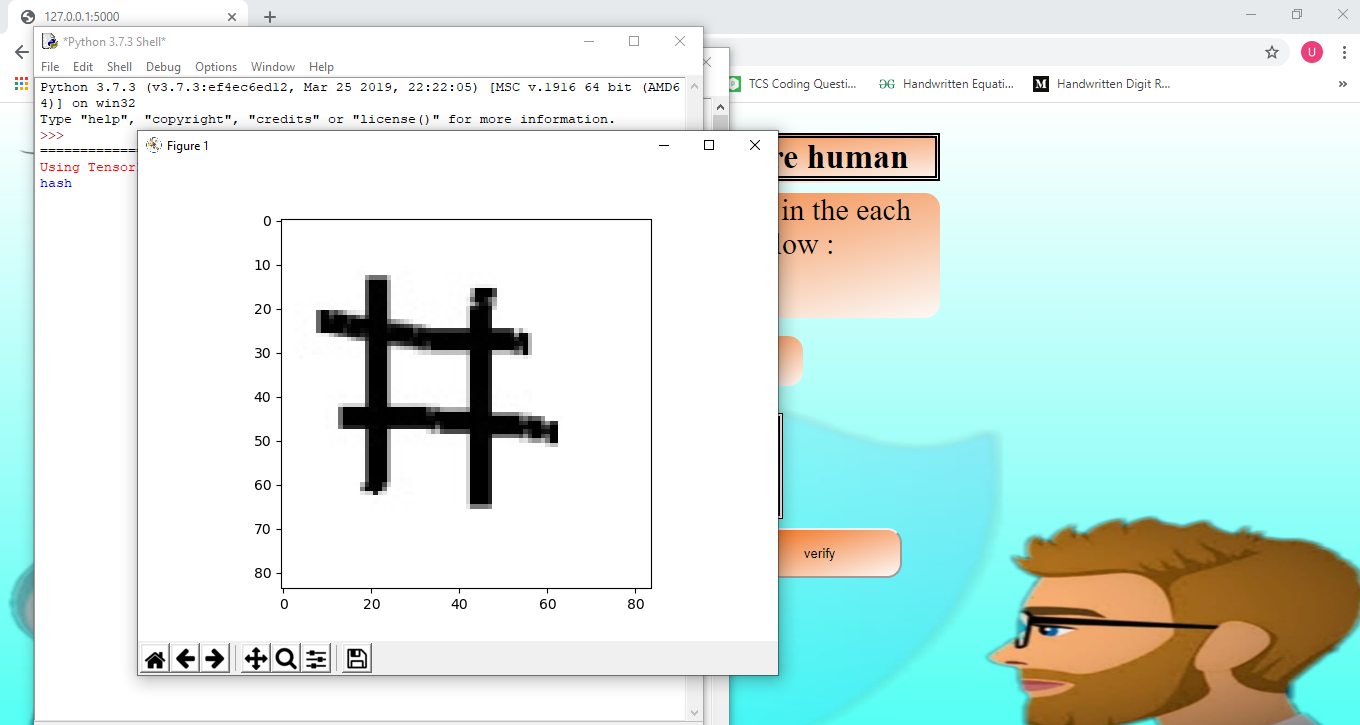 127.0.0.1:5000
*Python 3.7.3 Shell*
File Edit Shell Debug Options Window Help
U
TCS Coding Questi... Handwritten Equati... Handwritten Digit R... »
Python 3.7.3 (v3.7.3:ef4ec6ed12, Mar 25 2019, 22:22:05) [MSC v.1916 64 bit (AMD6
4)] on win32
Type "help", "copyright", "credits" or "license()" for more information.
>>>
Using Tensor
hash
Figure 1
0
10
20
30
40
50
60
70
80
0 20 40 60 80
#
human
in the each
:
verify